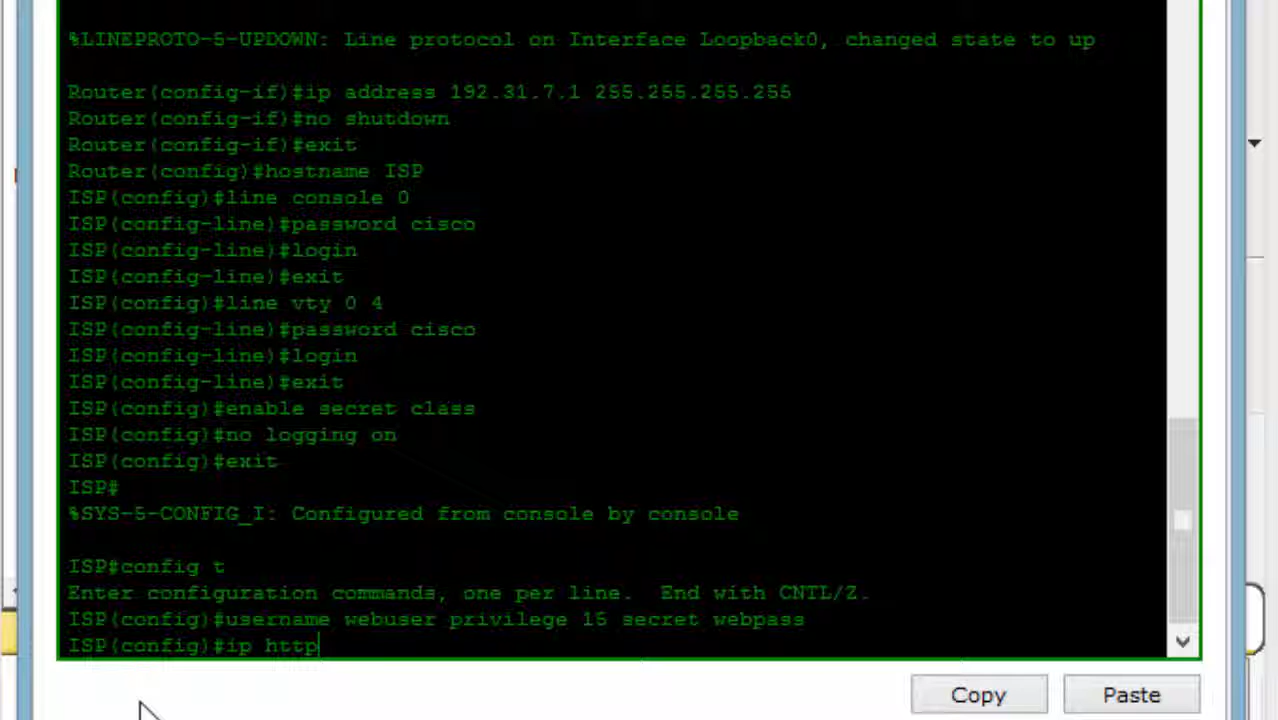 %LINEPROTO-5-UPDOWN: Line protocol on Interface Loopback0, changed state to up
Router(config-if)#ip address 192.31.7.1 255.255.255.255
Router(config-if)#no shutdown
Router(config-if)#exit
Router(config)#hostname ISP
ISP(config)#line console 0
ISP(config-line)#password cisco
ISP(config-line)#login
ISP(config-line)#exit
ISP(config)#line vty 0 4
ISP(config-line)#password cisco
ISP(config-line)#login
ISP(config-line)#exit
ISP(config)#enable secret class
ISP(config)#no logging on
ISP(config)#exit
ISP#
%SYS-5-CONFIG_I: Configured from console by console
ISP#config t
Enter configuration commands, one per line.  End with CNTL/Z.
ISP(config)#username webuser privilege 15 secret webpass
ISP(config)#ip http
Copy Paste